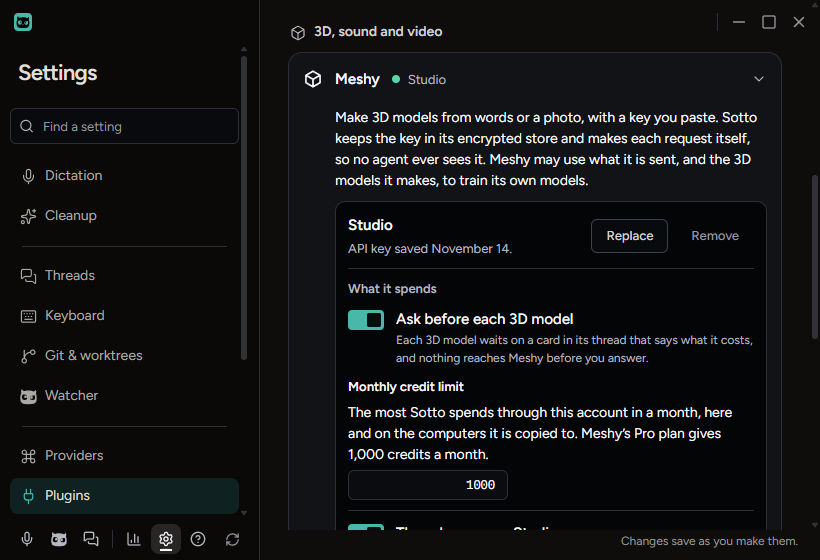 3D, sound and video
Settings
Find a setting
Dictation
Cleanup
Threads
Keyboard
Git & worktrees
Watcher
Providers
Plugins
Meshy
Studio
Make 3D models from words or a photo, with a key you paste. Sotto
keeps the key in its encrypted store and makes each request itself,
so no agent ever sees it. Meshy may use what it is sent, and the 3D
models it makes, to train its own models.
Studio
API key saved November 14.
Replace
Remove
What it spends
Ask before each 3D model
Each 3D model waits on a card in its thread that says what it costs,
and nothing reaches Meshy before you answer.
Monthly credit limit
The most Sotto spends through this account in a month, here
and on the computers it is copied to. Meshy’s Pro plan gives
1,000 credits a month.
1000
Changes save as you make them.